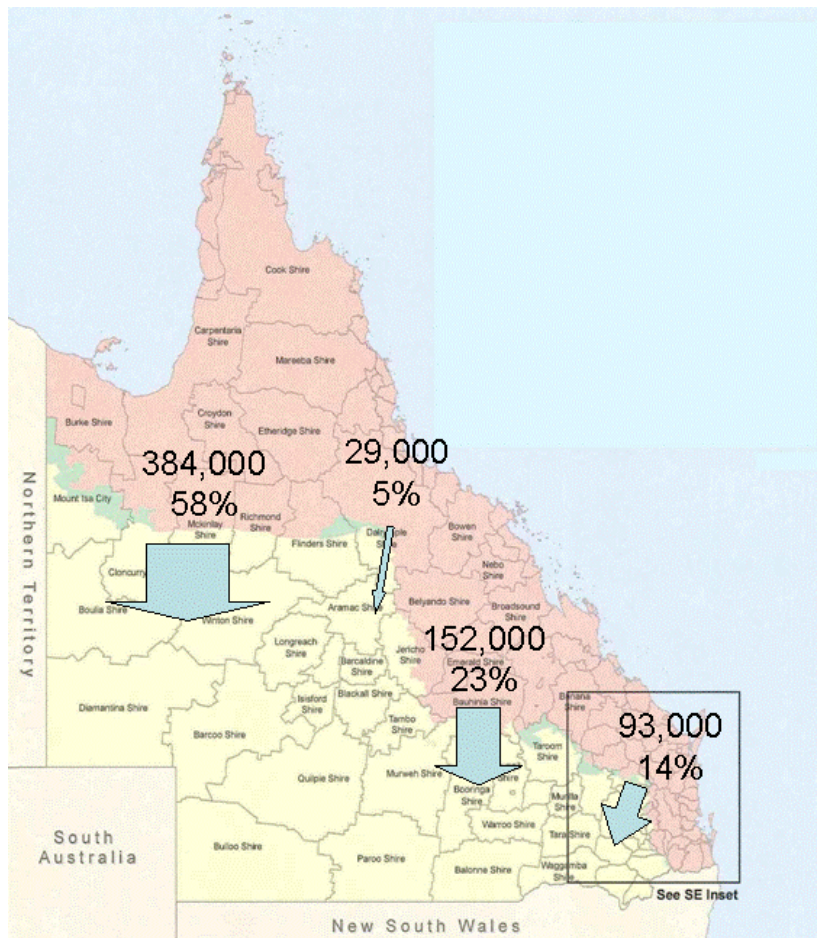 Cook Shire
Carpentaria
Shire
Mareeba Shire
Croydon
Shire
Burke Shire
Etheridge Shire
384,000
58%
29,000
5%
Mount Isa City
Mckinlay
Shire
Richmond
Shire
Flinders Shire
Bowen
Shire
Nebo
Shire
Cloncurry
Boulia Shire
Winton Shire
Aramac Shire
Belyando Shire
Broadsound
Shire
Longreach
Shire
Barcaldine
Shire
Jericho
Shire
152,000
23%
Emerald Shire
Bauhinia Shire
Banana
Shire
Diamantina Shire
Isisford
Shire
Blackall Shire
Tambo
Shire
Barcoo Shire
93,000
14%
Taroom
Shire
Quilpie Shire
Murweh Shire
Shire
Booringa
Shire
Murilla
Shire
Warroo Shire
Tara Shire
Bulloo Shire
Paroo Shire
Balonne Shire
Waggamba
Shire
See SE Inset
Northern Territory
South
Australia
New South Wales